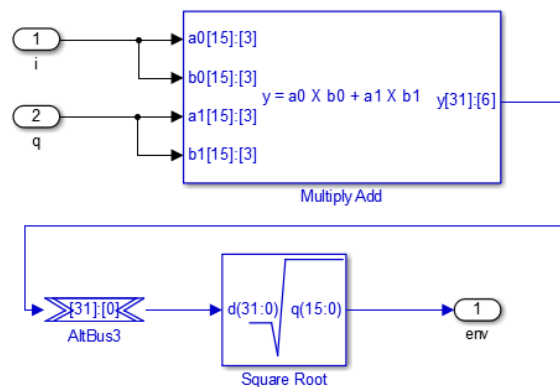 1
i
2
q
a0[15]:[3]
b0[15]:[3]
a1[15]:[3]
b1[15]:[3]
y = a0 X b0 + a1 X b1
y[31]:[6]
Multiply Add
[31]:[0]
AltBus3
d(31:0)
q(15:0)
Square Root
1
env